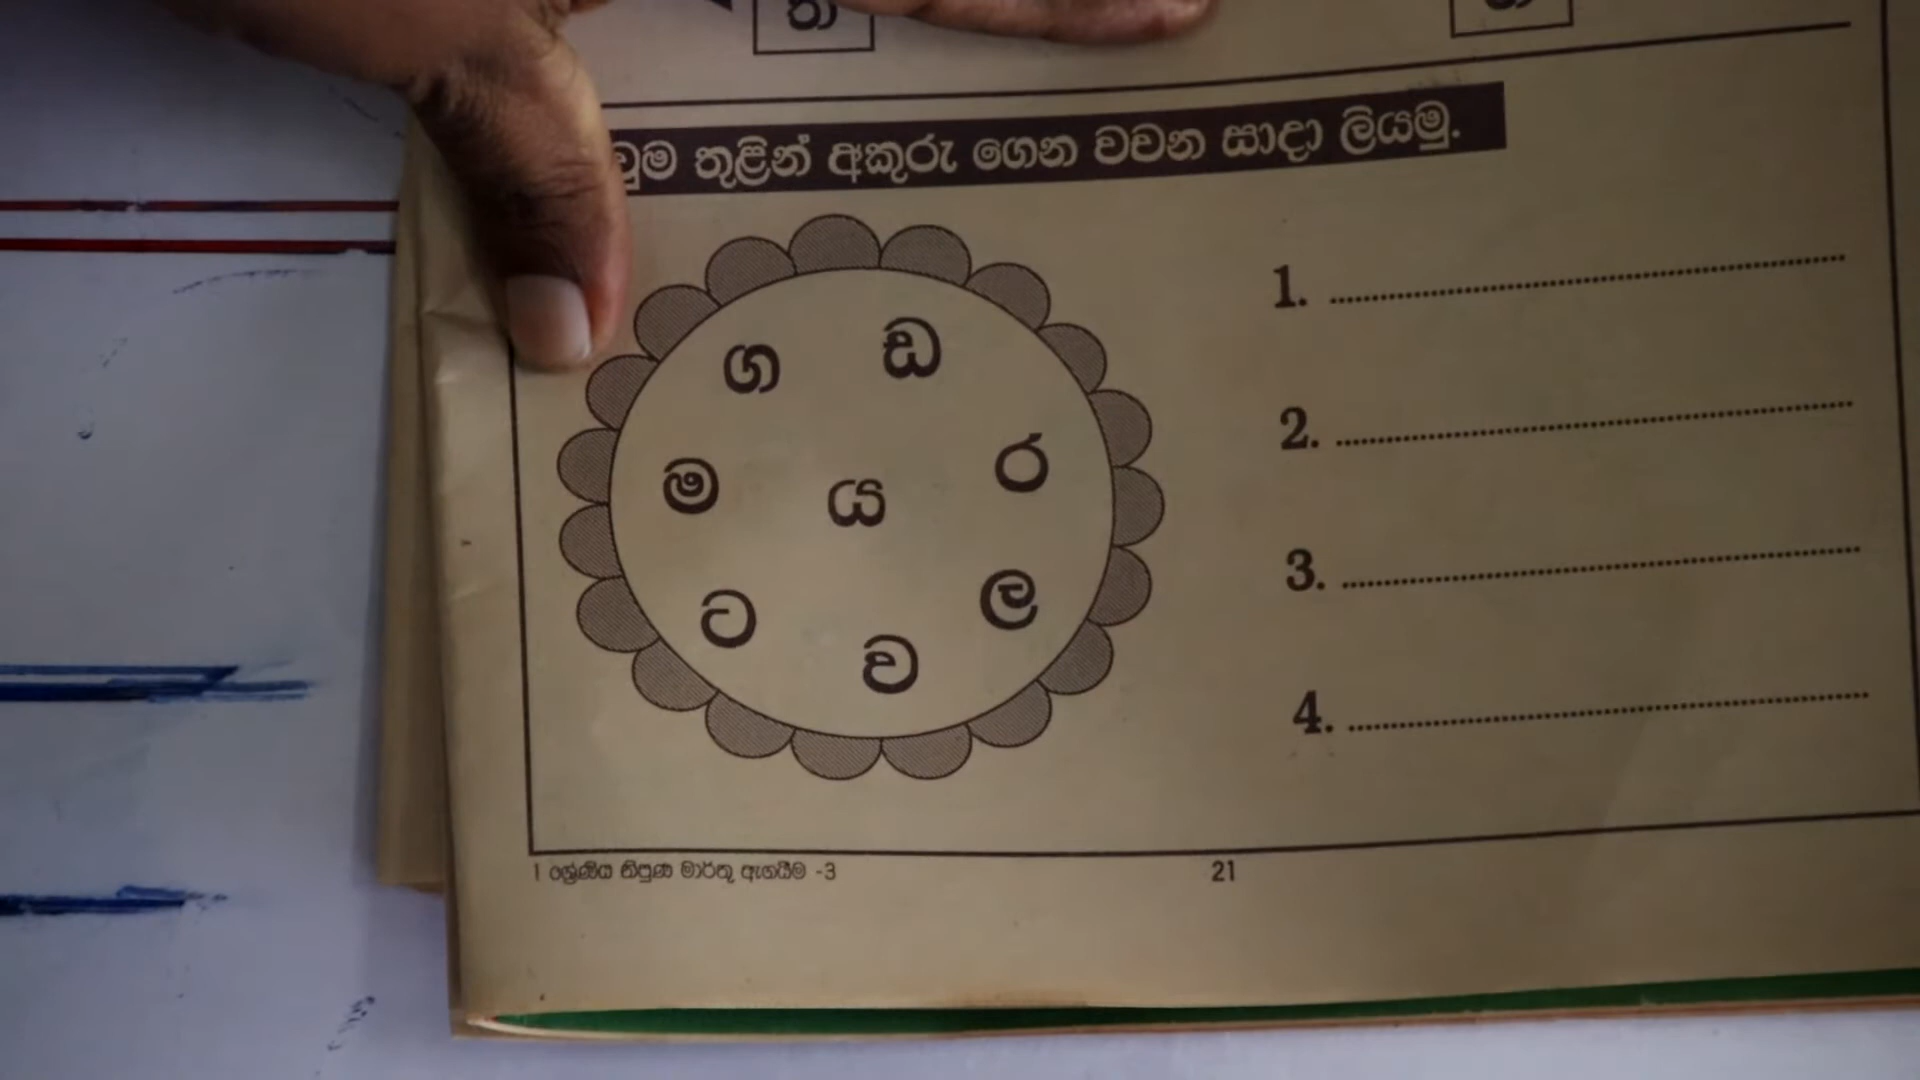 තුළින් අකුරු ගෙන වචන සාදා ලියමු.
ග ඩ
ම ය ර
ට ව ල
1. ..........
2. ..........
3. ..........
4. ..........
1 ශ්‍රේණිය නිපුණ මාර්තු ඇගයීම -3
21